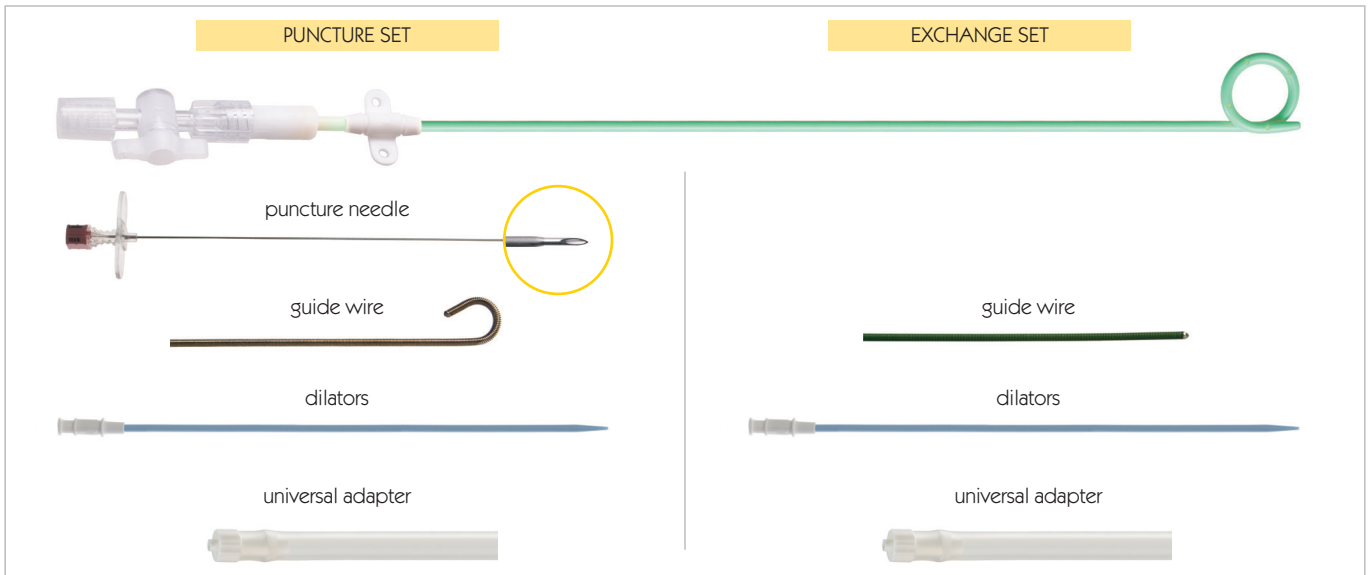 PUNCTURE SET
EXCHANGE SET
puncture needle
guide wire
guide wire
dilators
dilators
universal adapter
universal adapter